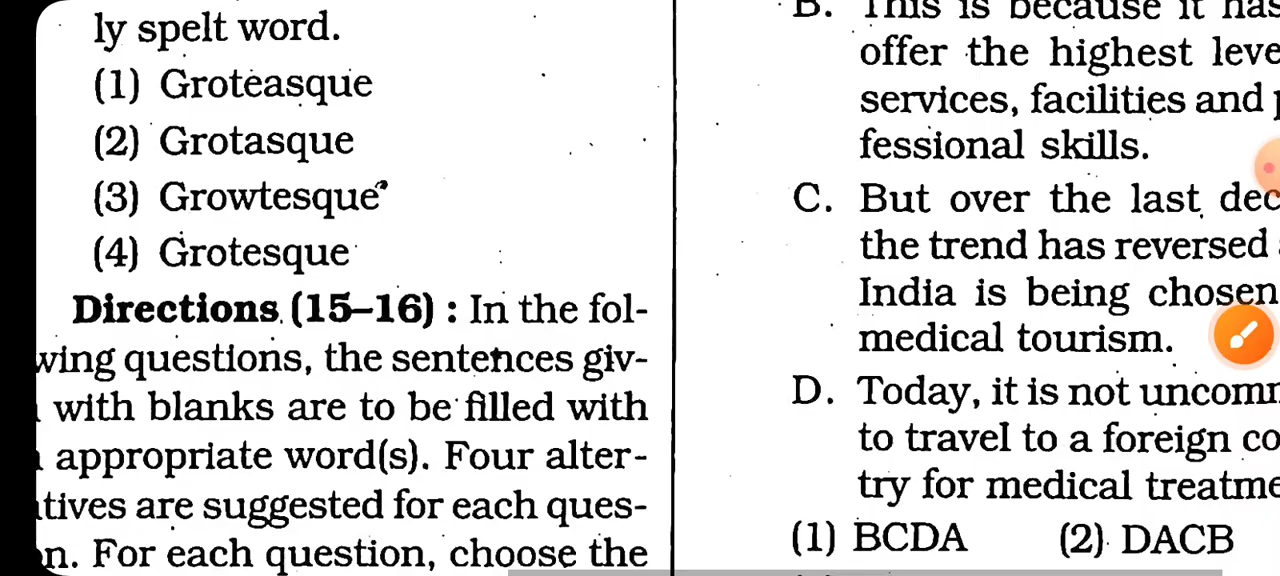 ly spelt word.
(1) Groteasque
(2) Grotasque
(3) Growtesque
(4) Grotesque
Directions (15–16) : In the fol-
wing questions, the sentences giv-
with blanks are to be filled with
appropriate word(s). Four alter-
tives are suggested for each ques-
n. For each question, choose the
B. This is because it has
offer the highest leve
services, facilities and
fessional skills.
C. But over the last dec
the trend has reversed
India is being chosen
medical tourism.
D. Today, it is not uncom
to travel to a foreign co
try for medical treatme
(1) BCDA (2) DACB